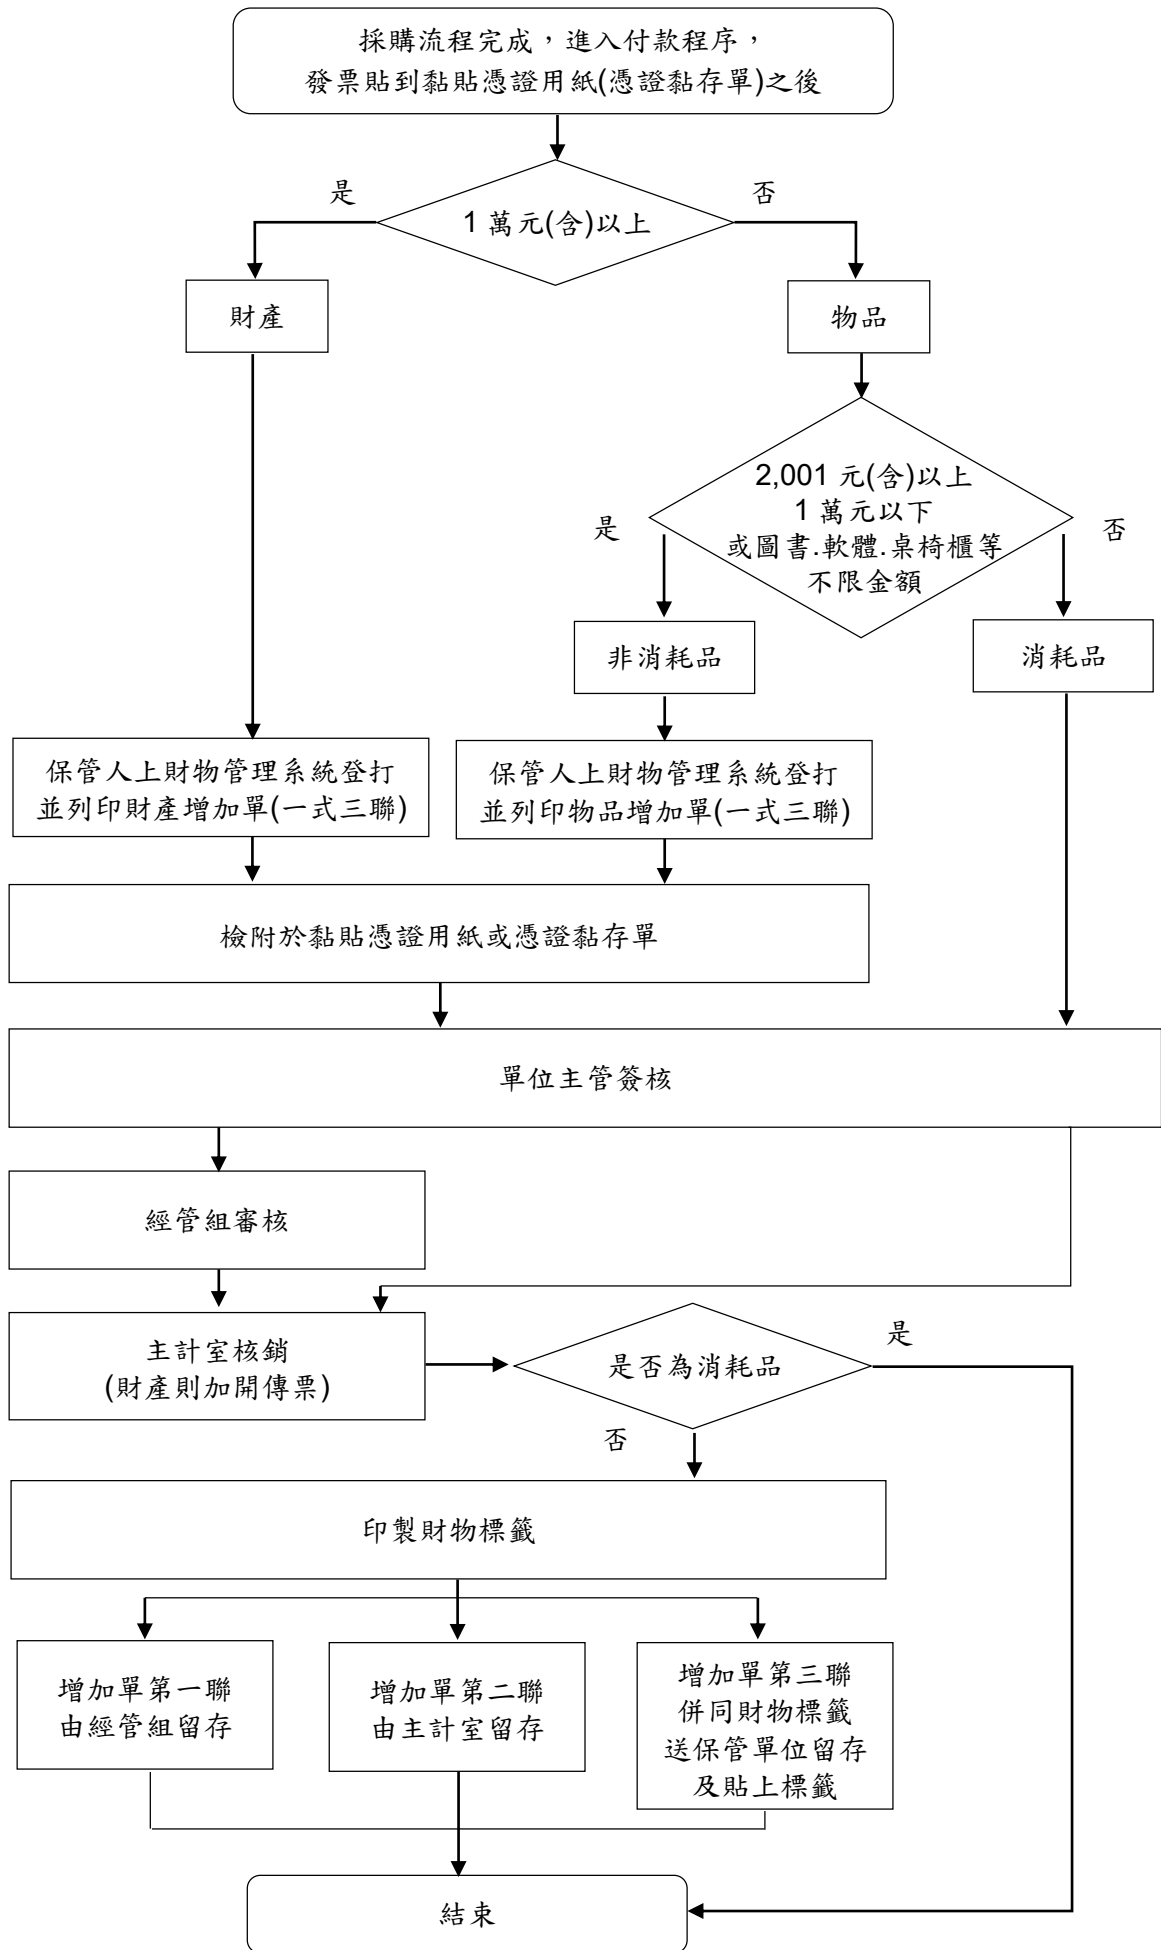 採購流程完成，進入付款程序，
發票貼到黏貼憑證用紙(憑證黏存單)之後
是
否
1 萬元(含)以上
財產
物品
2,001 元(含)以上
1 萬元以下
或圖書.軟體.桌椅櫃等
不限金額
是
否
非消耗品
消耗品
保管人上財物管理系統登打
並列印財產增加單(一式三聯)
保管人上財物管理系統登打
並列印物品增加單(一式三聯)
檢附於黏貼憑證用紙或憑證黏存單
單位主管簽核
經管組審核
主計室核銷
(財產則加開傳票)
是否為消耗品
是
否
印製財物標籤
增加單第一聯
由經管組留存
增加單第二聯
由主計室留存
增加單第三聯
併同財物標籤
送保管單位留存
及貼上標籤
結束